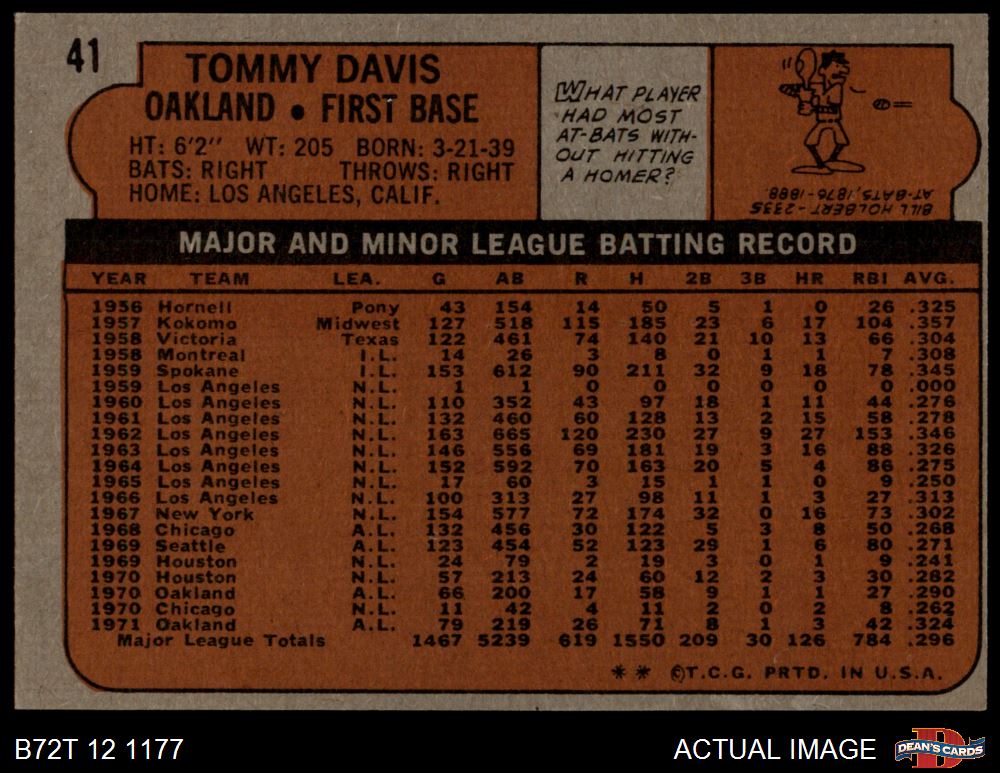 41
TOMMY DAVIS
OAKLAND • FIRST BASE
HT: 6'2" WT: 205 BORN: 3-21-39
BATS: RIGHT THROWS: RIGHT
HOME: LOS ANGELES, CALIF.
WHAT PLAYER
HAD MOST
AT-BATS WITH-
OUT HITTING
A HOMER?
BILL HOLBERT - 2335
AT-BATS, 1876-1888.
MAJOR AND MINOR LEAGUE BATTING RECORD
YEAR TEAM LEA. G AB R H 2B 3B HR RBI AVG.
1956 Hornell Pony 43 154 14 50 5 1 0 26 .325
1957 Kokomo Midwest 127 518 115 185 23 6 17 104 .357
1958 Victoria Texas 122 461 74 140 21 10 13 66 .304
1958 Montreal I.L. 14 26 3 8 0 1 1 7 .308
1959 Spokane I.L. 153 612 90 211 32 9 18 78 .345
1959 Los Angeles N.L. 1 1 0 0 0 0 0 0 .000
1960 Los Angeles N.L. 110 352 43 97 18 1 11 44 .276
1961 Los Angeles N.L. 132 460 60 128 13 2 15 58 .278
1962 Los Angeles N.L. 163 665 120 230 27 9 27 153 .346
1963 Los Angeles N.L. 146 556 69 181 19 3 16 88 .326
1964 Los Angeles N.L. 152 592 70 163 20 5 4 86 .275
1965 Los Angeles N.L. 17 60 3 15 1 1 0 9 .250
1966 Los Angeles N.L. 100 313 27 98 11 1 3 27 .313
1967 New York N.L. 154 577 72 174 32 0 16 73 .302
1968 Chicago A.L. 132 456 30 122 5 3 8 50 .268
1969 Seattle A.L. 123 454 52 123 29 1 6 80 .271
1969 Houston N.L. 24 79 2 19 3 0 1 9 .241
1970 Houston N.L. 57 213 24 60 12 2 3 30 .282
1970 Oakland A.L. 66 200 17 58 9 1 1 27 .290
1970 Chicago N.L. 11 42 4 11 2 0 2 8 .262
1971 Oakland A.L. 79 219 26 71 8 1 3 42 .324
Major League Totals 1467 5239 619 1550 209 30 126 784 .296
** ©T.C.G. PRTD. IN U.S.A.
B72T 12 1177
ACTUAL IMAGE
DEAN'S CARDS